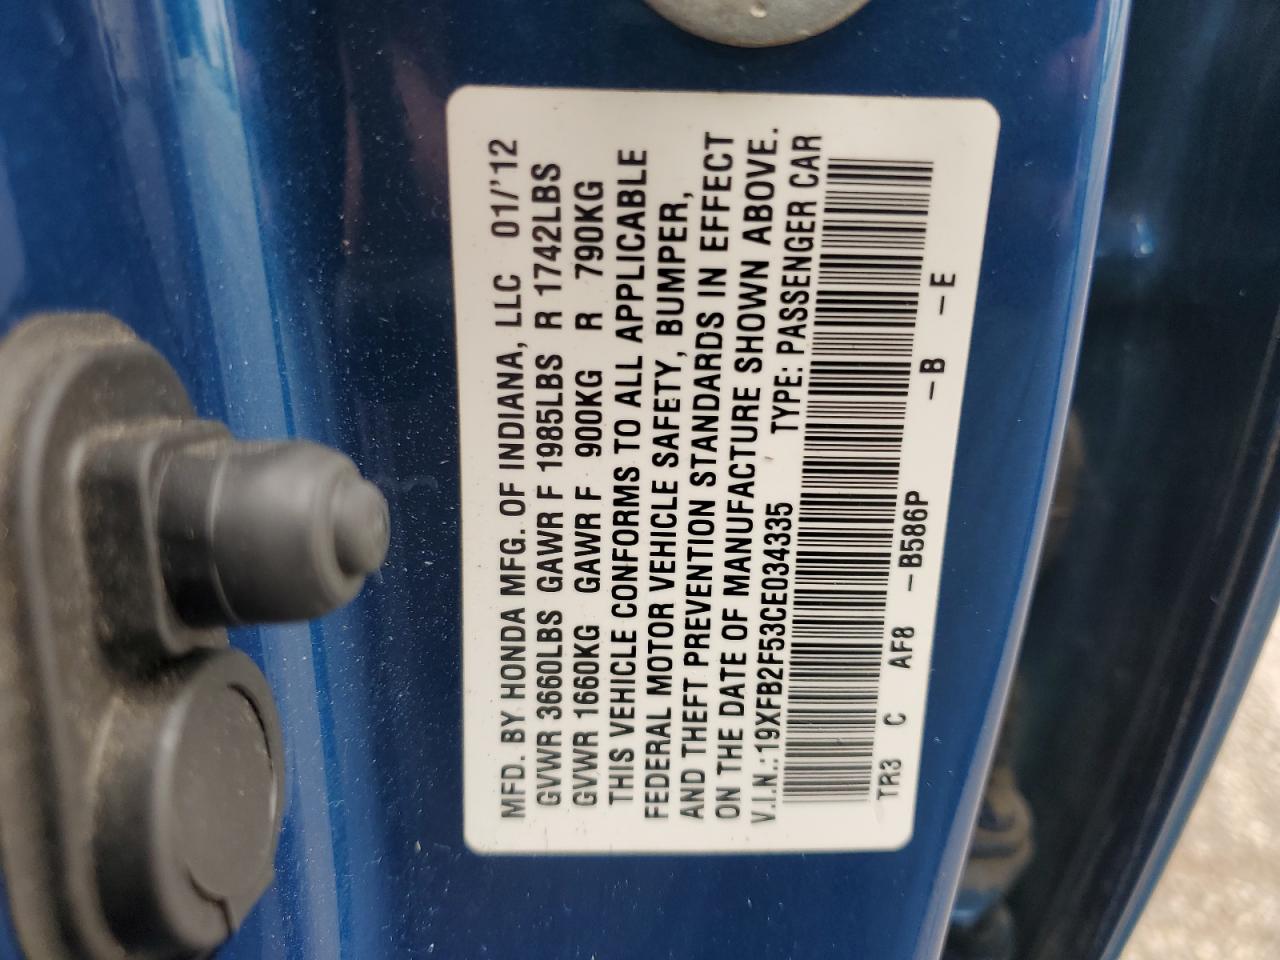 MFD. BY HONDA MFG. OF INDIANA, LLC 01/'12
GVWR 3660LBS GAWR F 1985LBS R 1742LBS
GVWR 1660KG GAWR F 900KG R 790KG
THIS VEHICLE CONFORMS TO ALL APPLICABLE
FEDERAL MOTOR VEHICLE SAFETY, BUMPER,
AND THEFT PREVENTION STANDARDS IN EFFECT
ON THE DATE OF MANUFACTURE SHOWN ABOVE.
V.I.N.:19XFB2F53CE034335 TYPE: PASSENGER CAR
TR3 C AF8 -B586P -B -E